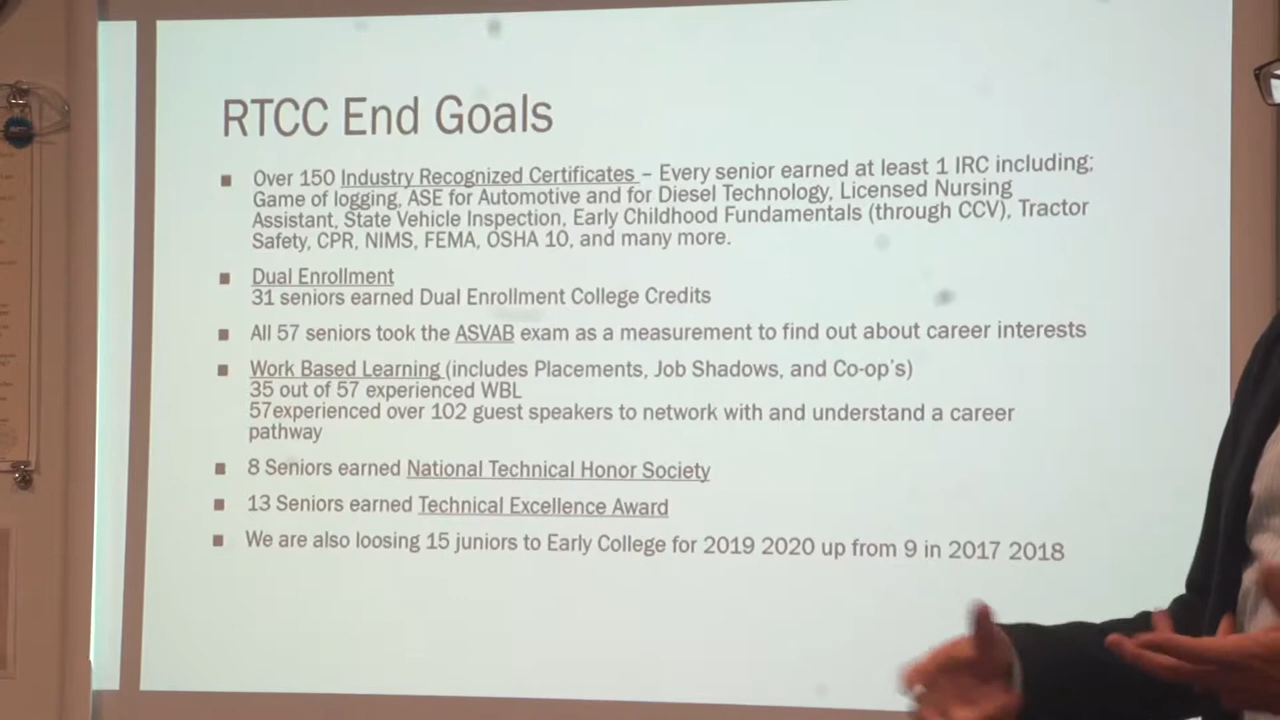 RTCC End Goals
Over 150 Industry Recognized Certificates – Every senior earned at least 1 IRC including:
Game of logging, ASE for Automotive and for Diesel Technology, Licensed Nursing
Assistant, State Vehicle Inspection, Early Childhood Fundamentals (through CCV), Tractor
Safety, CPR, NIMS, FEMA, OSHA 10, and many more.
Dual Enrollment
31 seniors earned Dual Enrollment College Credits
All 57 seniors took the ASVAB exam as a measurement to find out about career interests
Work Based Learning (includes Placements, Job Shadows, and Co-op's)
35 out of 57 experienced WBL
57experienced over 102 guest speakers to network with and understand a career
pathway
8 Seniors earned National Technical Honor Society
13 Seniors earned Technical Excellence Award
We are also loosing 15 juniors to Early College for 2019 2020 up from 9 in 2017 2018